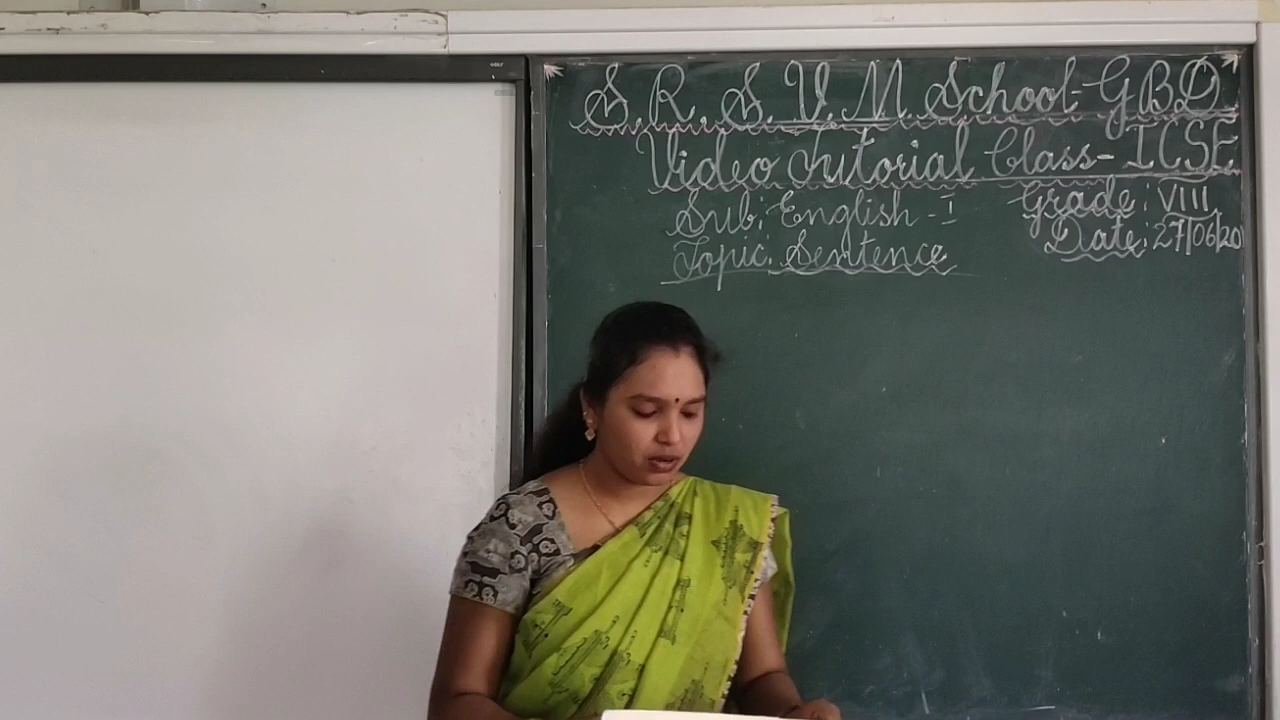 S.R.S.V.M School-GBD
Video Tutorial Class-ICSE
Sub: English-I Grade: VIII
Topic: Sentence Date: 27/06/20